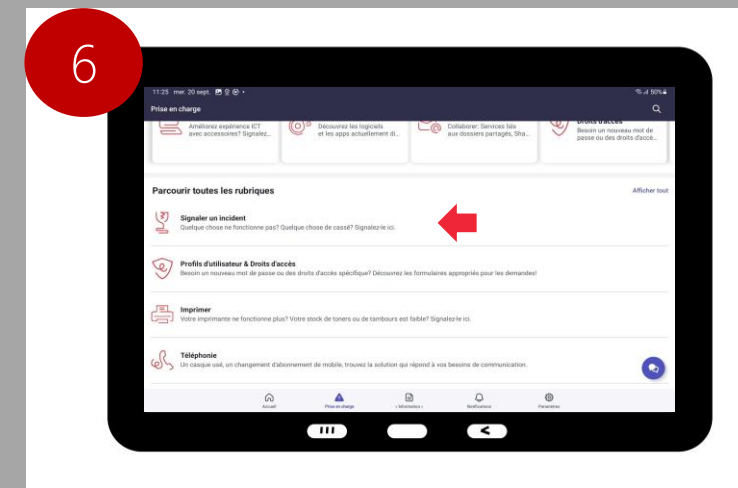 6
11:25 mer. 20 sept.
50%
Prise en charge
Améliorez expérience ICT
avec accessoires? Signalez...
Découvrez les logiciels
et les apps actuellement di...
Collaborer: Services liés
aux dossiers partagés, Sha...
Droits d'accès
Besoin un nouveau mot de
passe ou des droits d'accè...
Parcourir toutes les rubriques
Afficher tout
Signaler un incident
Quelque chose ne fonctionne pas? Quelque chose de cassé? Signalez-le ici.
Profils d'utilisateur & Droits d'accès
Besoin un nouveau mot de passe ou des droits d'accès spécifique? Découvrez les formulaires appropriés pour les demandes!
Imprimer
Votre imprimante ne fonctionne plus? Votre stock de toners ou de tambours est faible? Signalez-le ici.
Téléphonie
Un casque usé, un changement d'abonnement de mobile, trouvez la solution qui répond à vos besoins de communication.
Accueil
Prise en charge
Information
Notifications
Paramètres